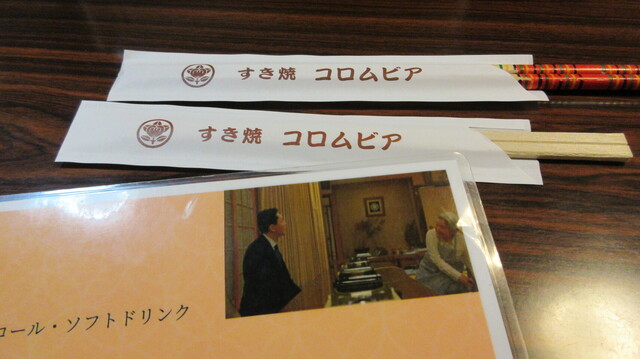 すき焼 コロムビア
すき焼 コロムビア
コール・ソフトドリンク